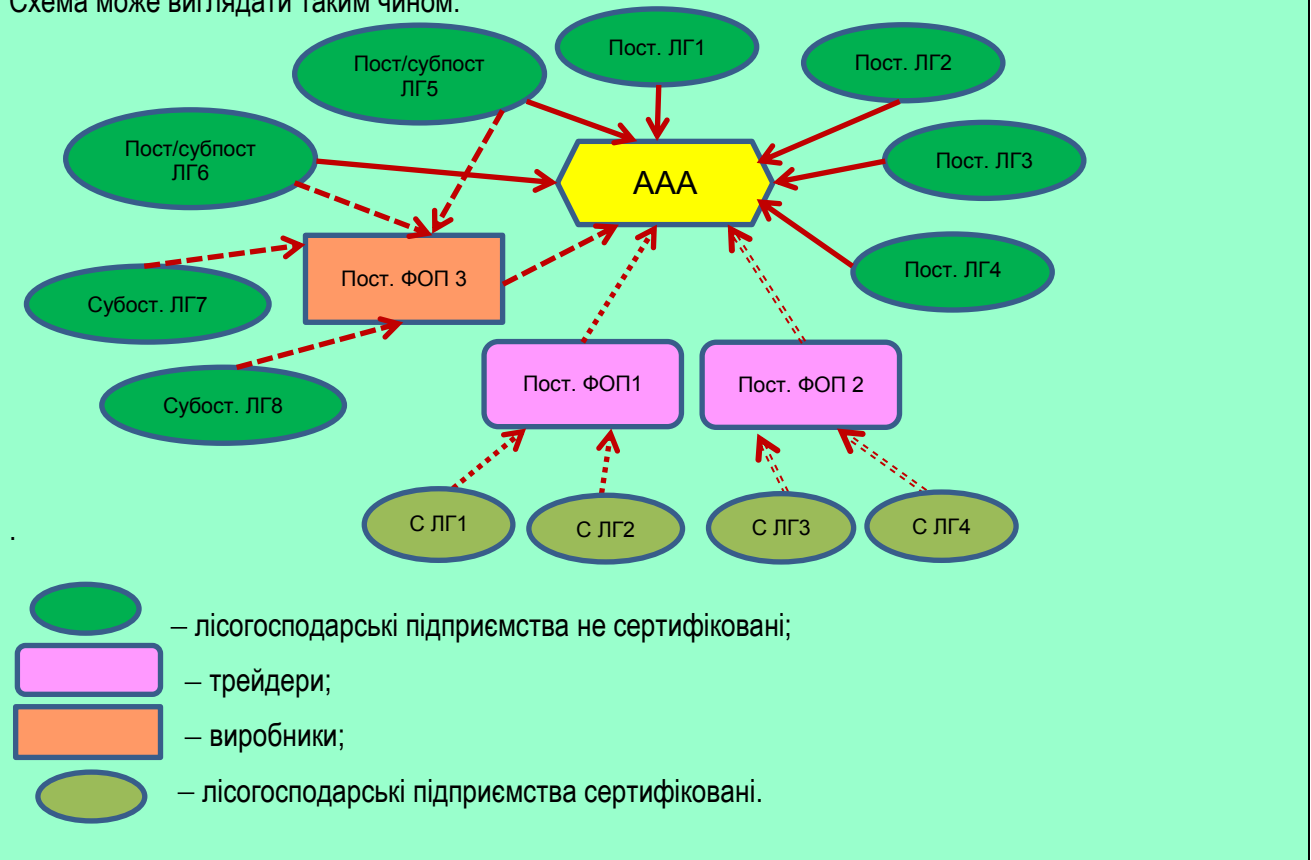 Схема може виглядати таким чином:
Пост. ЛГ1
Пост/субпост
ЛГ5
Пост. ЛГ2
Пост/субпост
ЛГ6
Пост. ЛГ3
ААА
Пост. ЛГ4
Пост. ФОП 3
Субост. ЛГ7
Субост. ЛГ8
Пост. ФОП1
Пост. ФОП 2
С ЛГ1
С ЛГ2
С ЛГ3
С ЛГ4
.
– лісогосподарські підприємства не сертифіковані;
– трейдери;
– виробники;
– лісогосподарські підприємства сертифіковані.